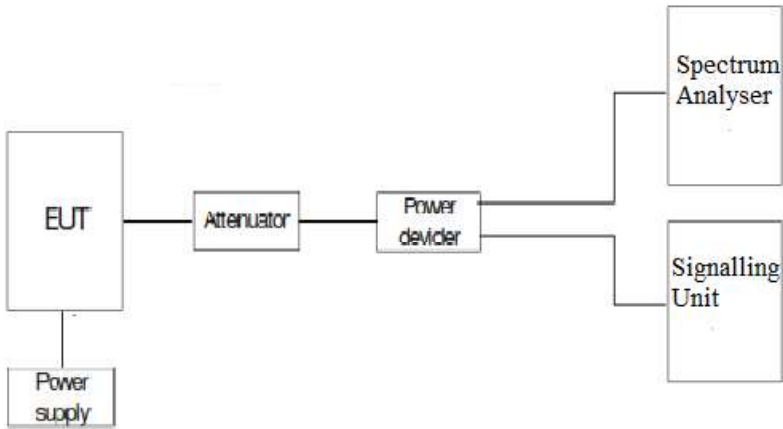 EUT
Attenuator
Power
devider
Spectrum
Analyser
Signalling
Unit
Power
supply